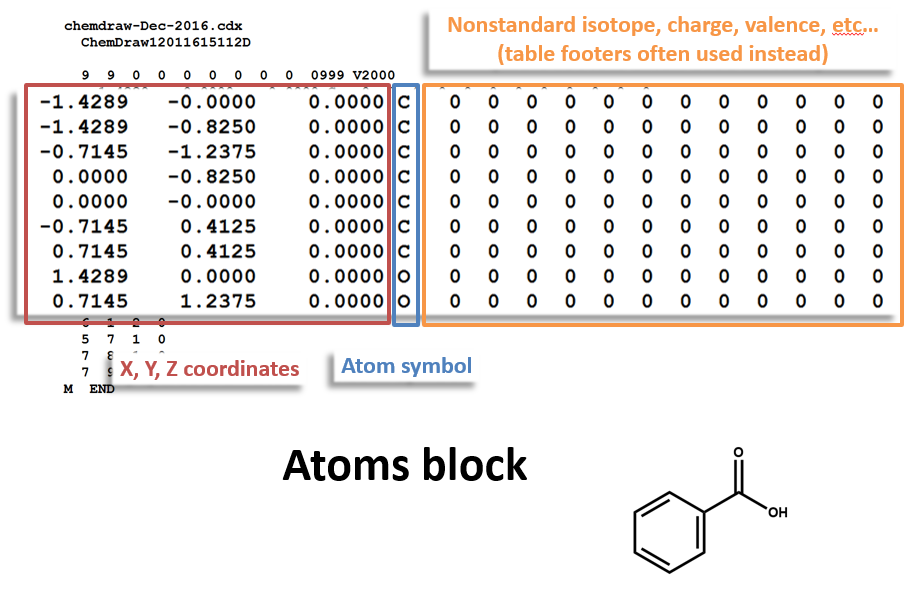 chemdraw-Dec-2016.cdx
ChemDraw12011615112D
Nonstandard isotope, charge, valence, etc…
(table footers often used instead)
9 9 0 0 0 0 0 0 0 0999 V2000
-1.4289 -0.0000 0.0000 C 0 0 0 0 0 0 0 0 0 0 0 0
-1.4289 -0.8250 0.0000 C 0 0 0 0 0 0 0 0 0 0 0 0
-0.7145 -1.2375 0.0000 C 0 0 0 0 0 0 0 0 0 0 0 0
0.0000 -0.8250 0.0000 C 0 0 0 0 0 0 0 0 0 0 0 0
0.0000 -0.0000 0.0000 C 0 0 0 0 0 0 0 0 0 0 0 0
-0.7145 0.4125 0.0000 C 0 0 0 0 0 0 0 0 0 0 0 0
0.7145 0.4125 0.0000 C 0 0 0 0 0 0 0 0 0 0 0 0
1.4289 0.0000 0.0000 O 0 0 0 0 0 0 0 0 0 0 0 0
0.7145 1.2375 0.0000 O 0 0 0 0 0 0 0 0 0 0 0 0
5 7 1 0
7 8
7
M END
X, Y, Z coordinates
Atom symbol
Atoms block
O
OH